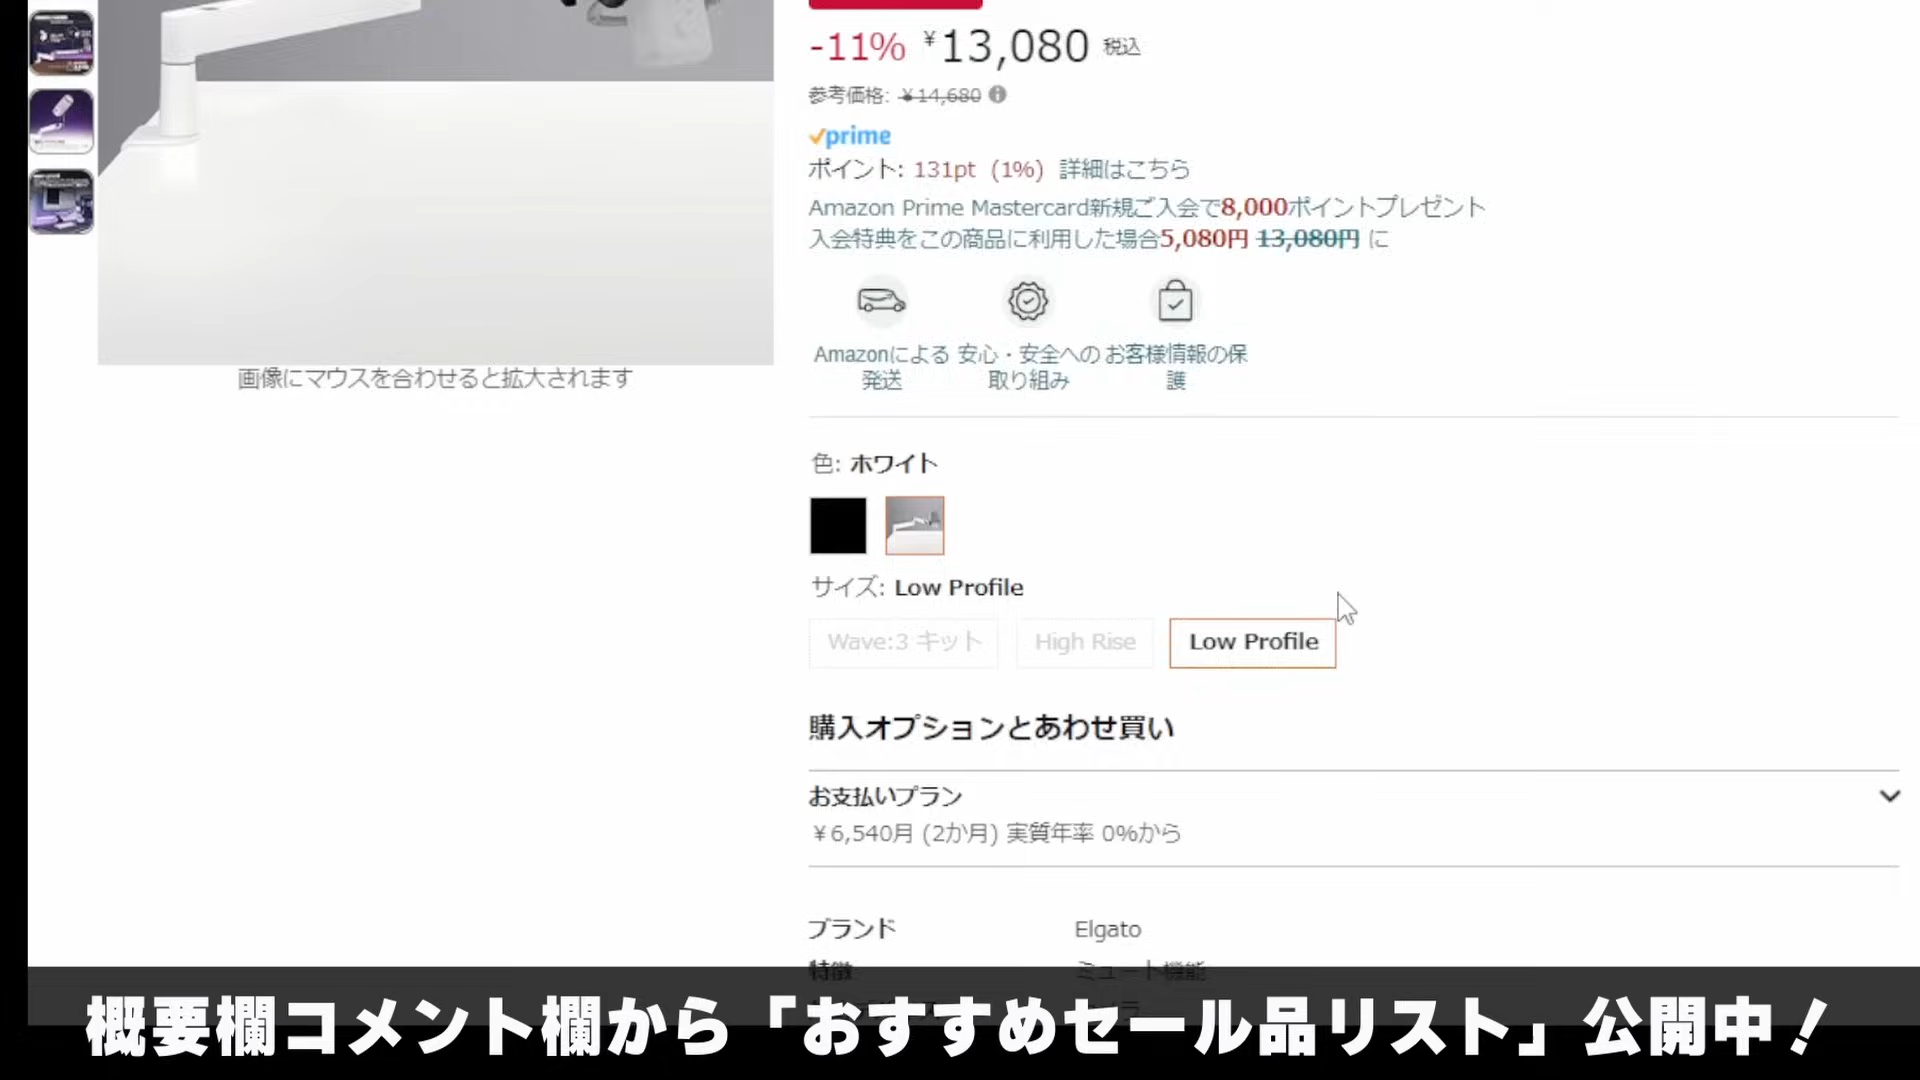 -11% ￥13,080 税込
参考価格: ￥14,680
prime
ポイント: 131pt (1%) 詳細はこちら
Amazon Prime Mastercard新規ご入会で8,000ポイントプレゼント
入会特典をこの商品に利用した場合5,080円 13,080円 に
Amazonによる発送
安心・安全への取り組み
お客様情報の保護
画像にマウスを合わせると拡大されます
色: ホワイト
サイズ: Low Profile
Wave:3 キット
High Rise
Low Profile
購入オプションとあわせ買い
お支払いプラン
￥6,540月 (2か月) 実質年率 0%から
ブランド Elgato
特徴 ミュート機能
概要欄コメント欄から「おすすめセール品リスト」公開中！